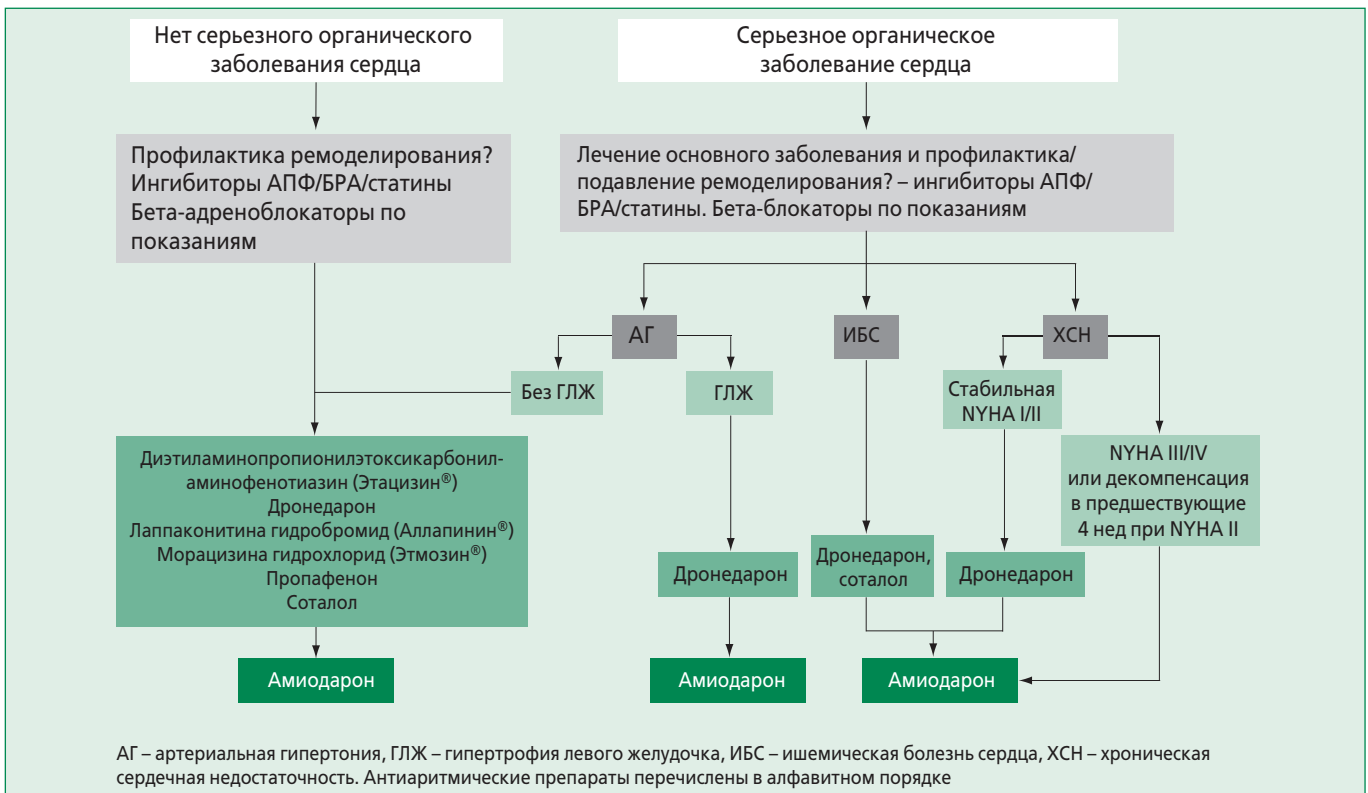 Нет серьезного органического
заболевания сердца
Серьезное органическое
заболевание сердца
Профилактика ремоделирования?
Ингибиторы АПФ/БРА/статины
Бета-адреноблокаторы по
показаниям
Лечение основного заболевания и профилактика/
подавление ремоделирования? – ингибиторы АПФ/
БРА/статины. Бета-блокаторы по показаниям
АГ
ИБС
ХСН
Без ГЛЖ
ГЛЖ
Стабильная
NYHA I/II
NYHA III/IV
или декомпенсация
в предшествующие
4 нед при NYHA II
Диэтиламинопропионилэтоксикарбонил-
аминофенотиазин (Этацизин®)
Дронедарон
Лаппаконитина гидробромид (Аллапинин®)
Морацизина гидрохлорид (Этмозин®)
Пропафенон
Соталол
Дронедарон
Дронедарон,
соталол
Дронедарон
Амиодарон
Амиодарон
Амиодарон
АГ – артериальная гипертония, ГЛЖ – гипертрофия левого желудочка, ИБС – ишемическая болезнь сердца, ХСН – хроническая
сердечная недостаточность. Антиаритмические препараты перечислены в алфавитном порядке